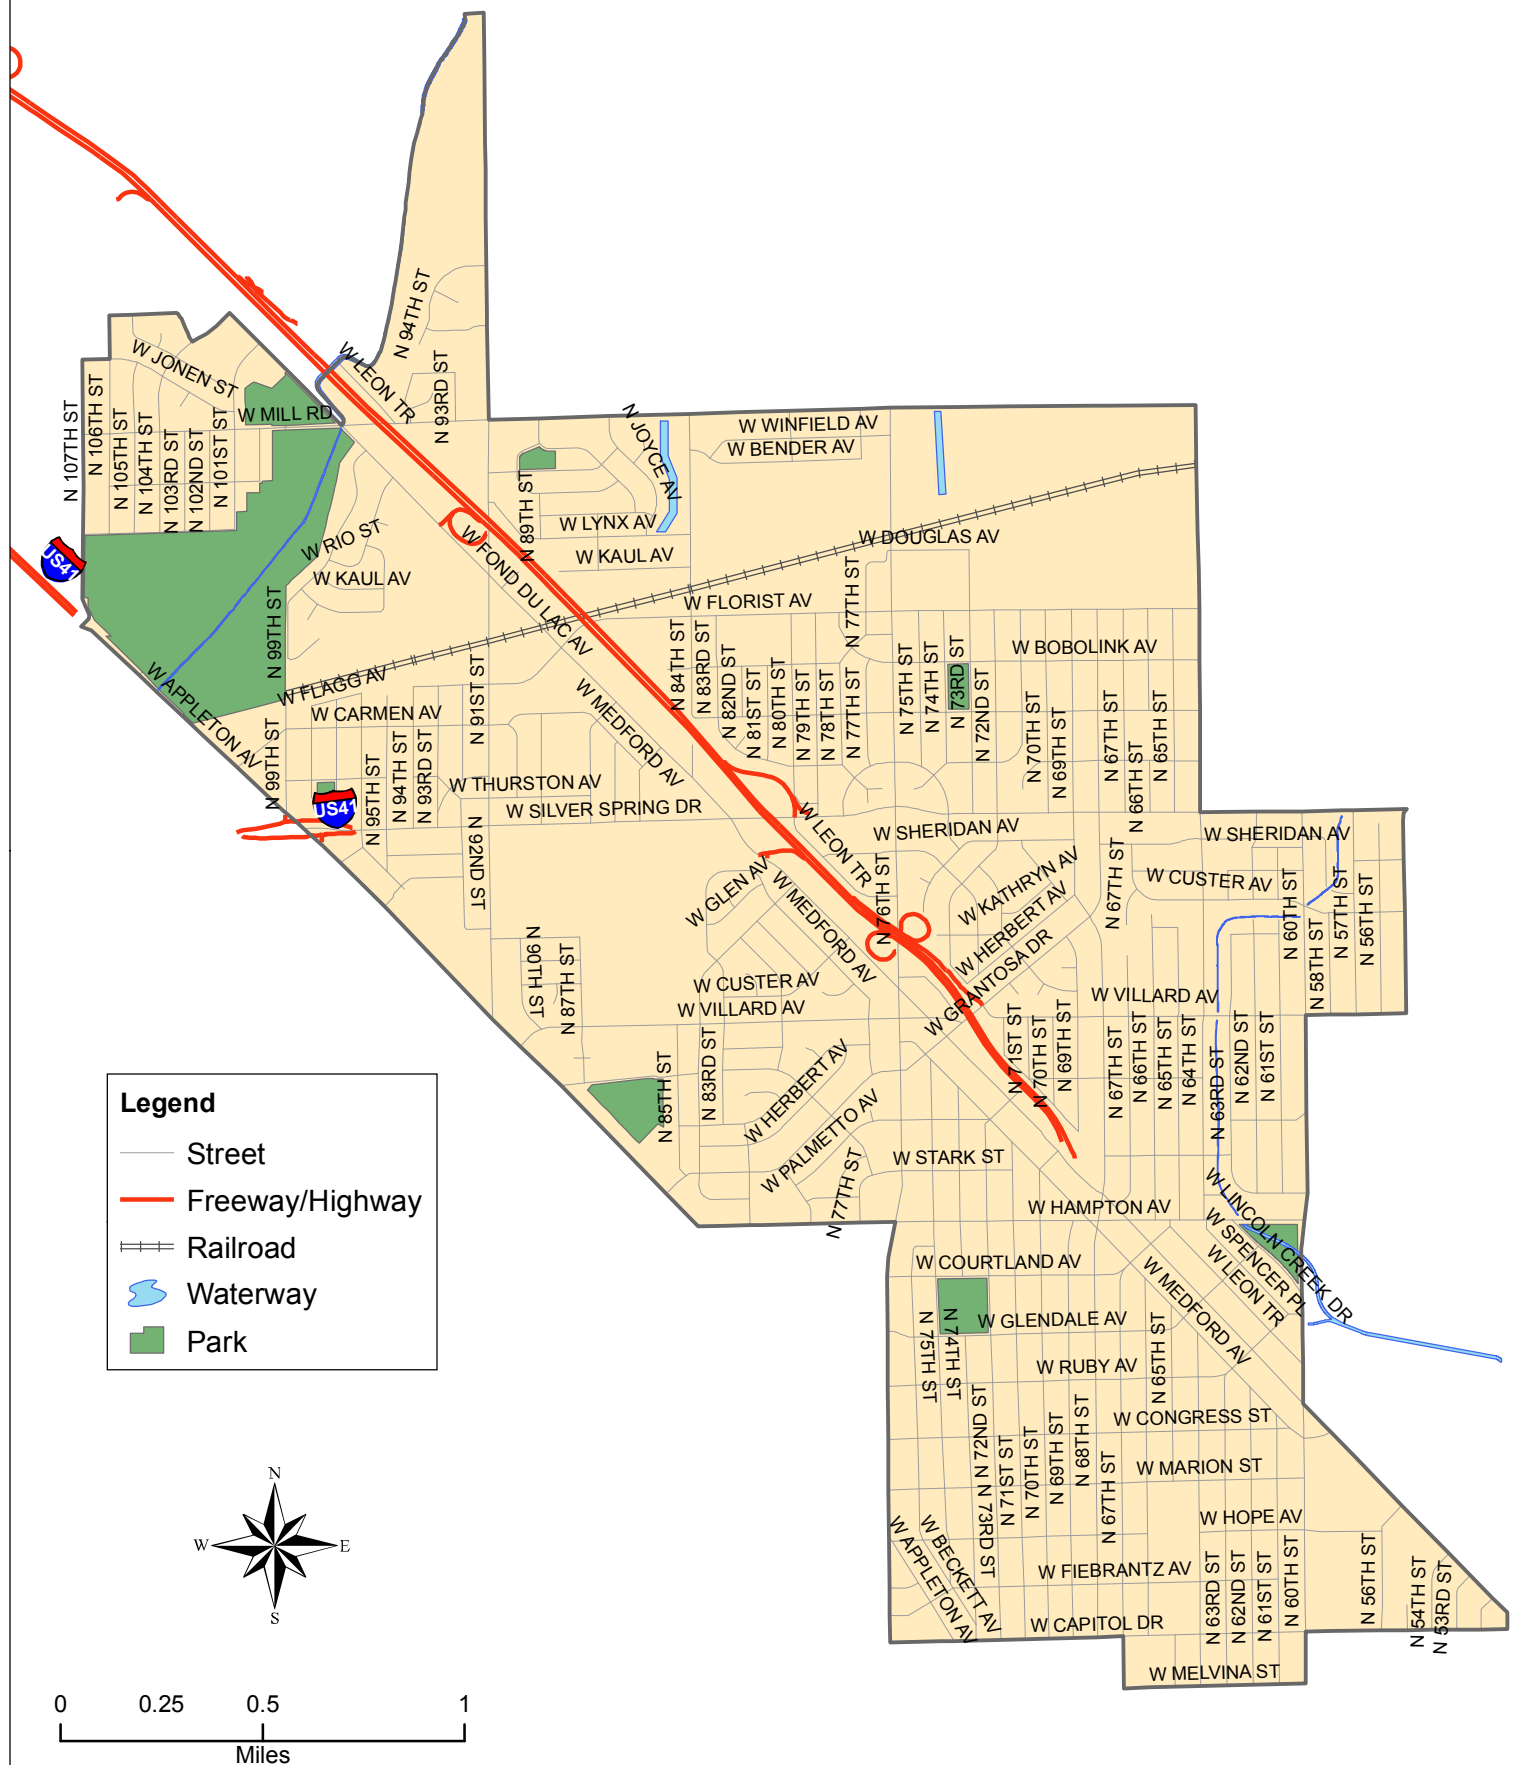 N 94TH ST
W LEON TR
N 93RD ST
W JONEN ST
W MILL RD
N 107TH ST
N 106TH ST
N 105TH ST
N 104TH ST
N 103RD ST
N 102ND ST
N 101ST ST
N JOYCE AV
W WINFIELD AV
W BENDER AV
N 89TH ST
W LYNX AV
W KAUL AV
W DOUGLAS AV
W RIO ST
W KAUL AV
US41
W FOND DU LAC AV
W FLORIST AV
N 77TH ST
N 99TH ST
W BOBOLINK AV
W FLAGG AV
W APPLETON AV
W CARMEN AV
N 91ST ST
W MEDFORD AV
N 84TH ST
N 83RD ST
N 82ND ST
N 81ST ST
N 80TH ST
N 79TH ST
N 78TH ST
N 77TH ST
N 75TH ST
N 74TH ST
N 73RD ST
N 72ND ST
N 70TH ST
N 69TH ST
N 67TH ST
N 66TH ST
N 65TH ST
N 99TH ST
US41
N 95TH ST
N 94TH ST
N 93RD ST
W THURSTON AV
W SILVER SPRING DR
N 92ND ST
W LEON TR
W SHERIDAN AV
W SHERIDAN AV
W GLEN AV
W MEDFORD AV
N 76TH ST
W KATHRYN AV
W HERBERT AV
W GRANTOSA DR
N 67TH ST
W CUSTER AV
N 60TH ST
N 58TH ST
N 57TH ST
N 56TH ST
N 90TH ST
N 87TH ST
W CUSTER AV
W VILLARD AV
W VILLARD AV
N 85TH ST
N 83RD ST
W HERBERT AV
W PALMETTO AV
N 77TH ST
N 71ST ST
N 70TH ST
N 69TH ST
N 67TH ST
N 66TH ST
N 65TH ST
N 64TH ST
N 63RD ST
N 62ND ST
N 61ST ST
W STARK ST
W HAMPTON AV
W LINCOLN CREEK DR
W SPENCER PL
W LEON TR
W COURTLAND AV
W MEDFORD AV
N 75TH ST
N 74TH ST
W GLENDALE AV
N 65TH ST
W RUBY AV
N 73RD ST
N 72ND ST
N 71ST ST
N 70TH ST
N 69TH ST
N 68TH ST
N 67TH ST
W CONGRESS ST
W MARION ST
W HOPE AV
W APPLETON AV
W BECKETT AV
W FIEBRANTZ AV
N 63RD ST
N 62ND ST
N 61ST ST
N 60TH ST
N 56TH ST
N 54TH ST
N 53RD ST
W CAPITOL DR
W MELVINA ST
Legend
Street
Freeway/Highway
Railroad
Waterway
Park
N
W E
S
0 0.25 0.5 1
Miles